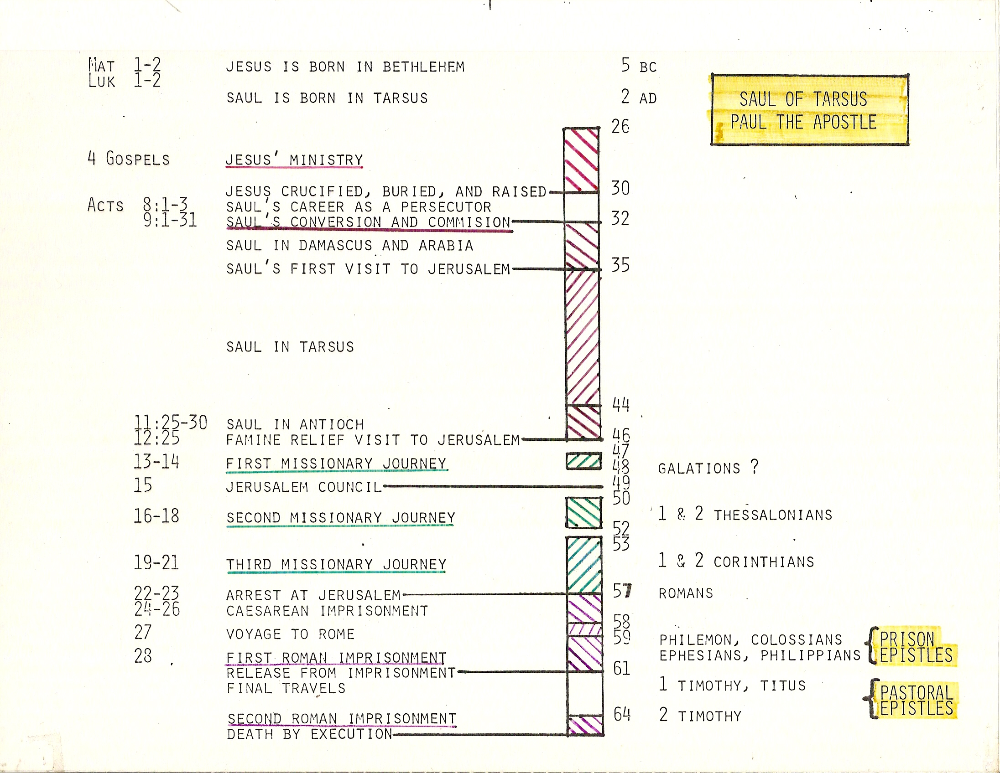 MAT 1-2 JESUS IS BORN IN BETHLEHEM 5 BC
LUK 1-2
SAUL IS BORN IN TARSUS 2 AD
SAUL OF TARSUS
PAUL THE APOSTLE
26
4 GOSPELS JESUS' MINISTRY
JESUS CRUCIFIED, BURIED, AND RAISED 30
ACTS 8:1-3 SAUL'S CAREER AS A PERSECUTOR
9:1-31 SAUL'S CONVERSION AND COMMISION 32
SAUL IN DAMASCUS AND ARABIA
SAUL'S FIRST VISIT TO JERUSALEM 35
SAUL IN TARSUS
44
11:25-30 SAUL IN ANTIOCH
12:25 FAMINE RELIEF VISIT TO JERUSALEM 46
47
13-14 FIRST MISSIONARY JOURNEY 48 GALATIONS ?
15 JERUSALEM COUNCIL 49
50
16-18 SECOND MISSIONARY JOURNEY 1 & 2 THESSALONIANS
52
53
19-21 THIRD MISSIONARY JOURNEY 1 & 2 CORINTHIANS
22-23 ARREST AT JERUSALEM 57 ROMANS
24-26 CAESAREAN IMPRISONMENT
58
27 VOYAGE TO ROME 59 PHILEMON, COLOSSIANS PRISON
28 FIRST ROMAN IMPRISONMENT EPHESIANS, PHILIPPIANS EPISTLES
RELEASE FROM IMPRISONMENT 61
FINAL TRAVELS 1 TIMOTHY, TITUS PASTORAL
EPISTLES
SECOND ROMAN IMPRISONMENT 64 2 TIMOTHY
DEATH BY EXECUTION